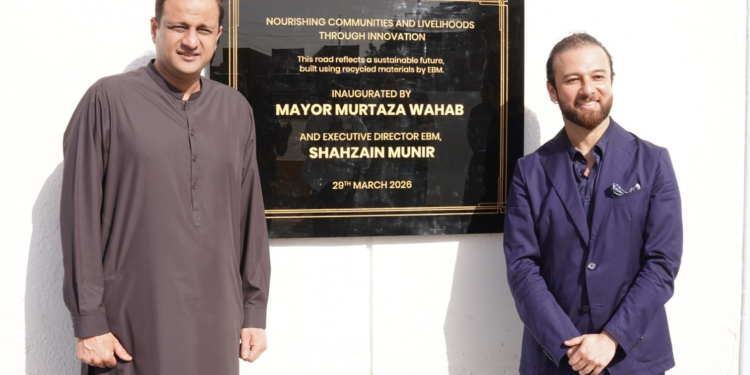 NOURISHING COMMUNITIES AND LIVELIHOODS
THROUGH INNOVATION
This road reflects a sustainable future,
built using recycled materials by EBM.
INAUGURATED BY
MAYOR MURTAZA WAHAB
AND EXECUTIVE DIRECTOR EBM,
SHAHZAIN MUNIR
29TH MARCH 2026